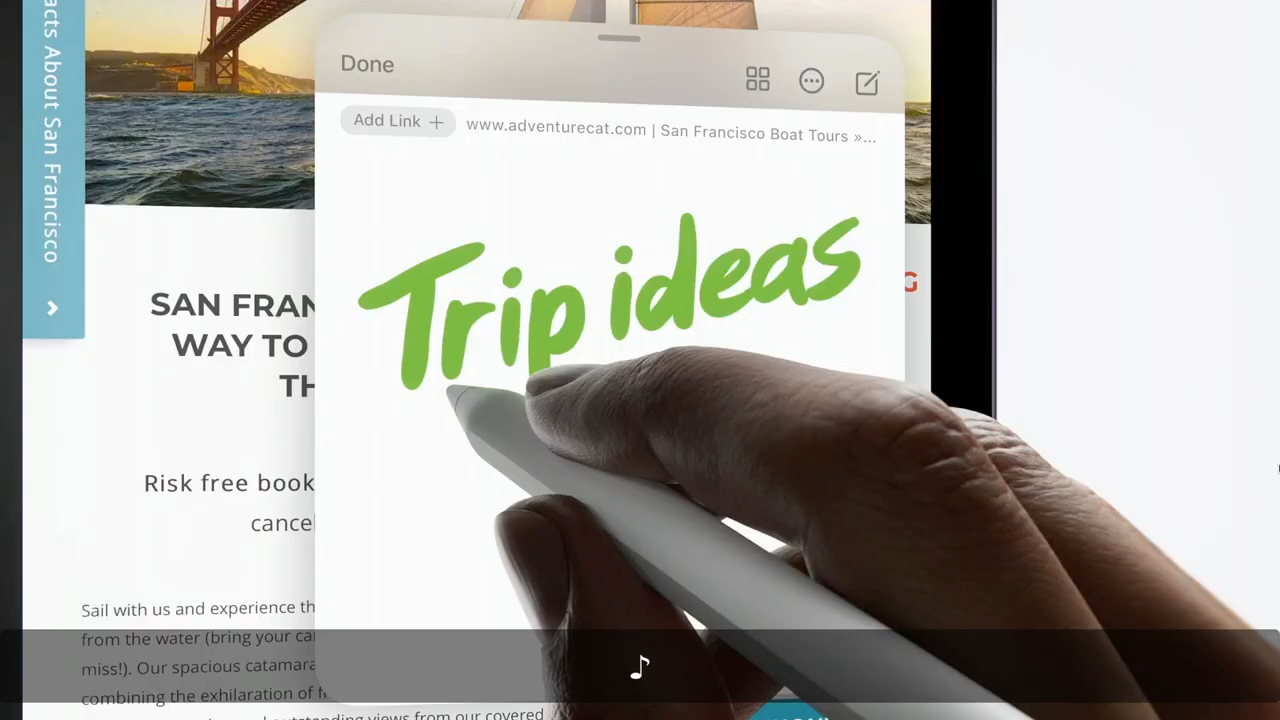 acts About San Francisco
Done
Add Link +
www.adventurecat.com | San Francisco Boat Tours »...
Trip ideas
G
SAN FRAN
WAY TO
TH
Risk free book
cancel
Sail with us and experience th
from the water (bring your car
miss!). Our spacious catamara
combining the exhilaration of
outstanding views from our covered
♪